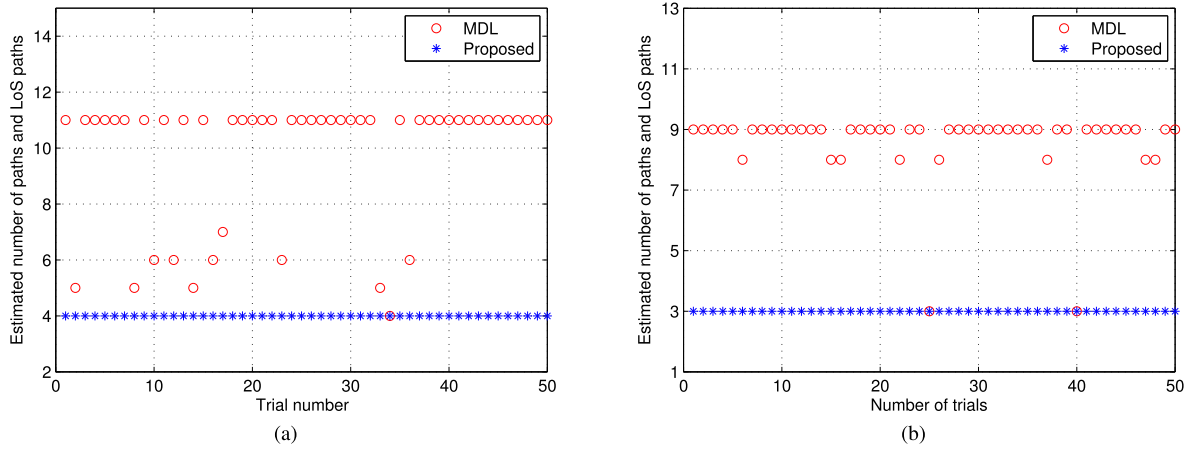 Estimated number of paths and LoS paths
14
12
10
8
6
4
2
0
10
20
30
40
50
MDL
Proposed
Trial number
(a)
Estimated number of paths and LoS paths
13
11
9
7
5
3
1
0
10
20
30
40
50
MDL
Proposed
Number of trials
(b)